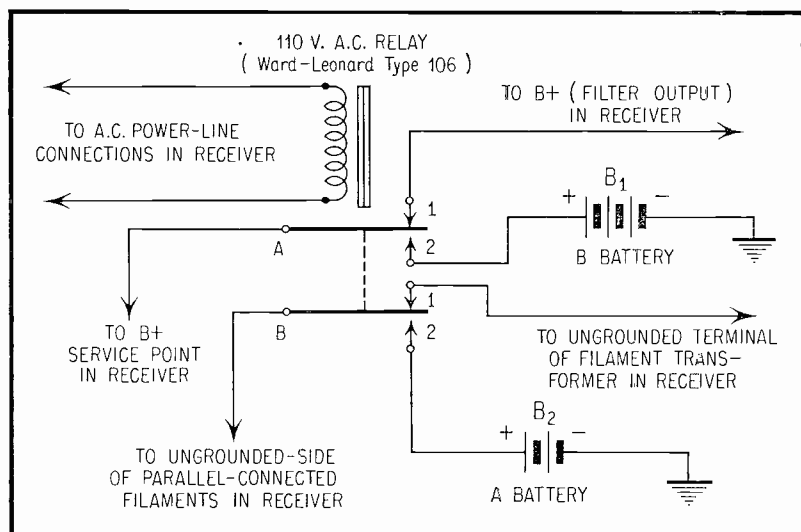 110 V. A.C. RELAY
( Ward-Leonard Type 106 )
TO A.C. POWER-LINE
CONNECTIONS IN RECEIVER
TO B+ ( FILTER OUTPUT )
IN RECEIVER
B1
+ -
B BATTERY
1
A
2
TO B+
SERVICE POINT
IN RECEIVER
1
B
2
TO UNGROUNDED TERMINAL
OF FILAMENT TRANS-
FORMER IN RECEIVER
TO UNGROUNDED-SIDE
OF PARALLEL-CONNECTED
FILAMENTS IN RECEIVER
B2
+ -
A BATTERY